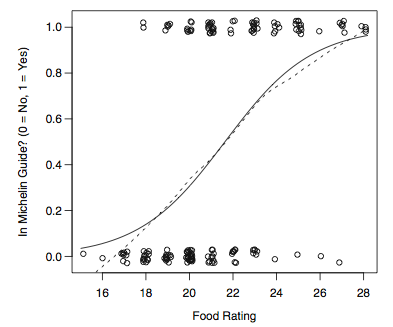 In Michelin Guide? (0 = No, 1 = Yes)
1.0
0.8
0.6
0.4
0.2
0.0
16 18 20 22 24 26 28
Food Rating